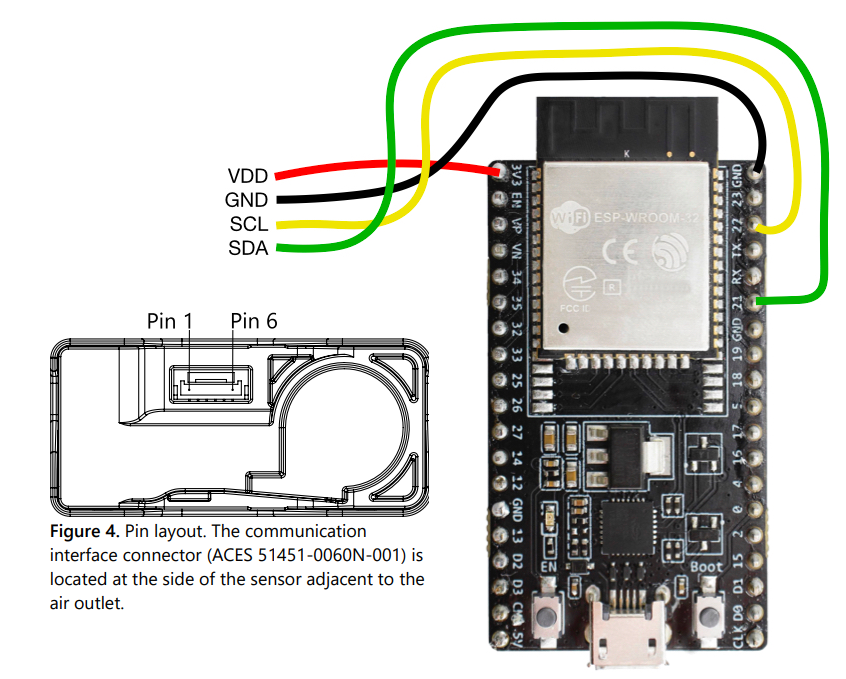 VDD
GND
SCL
SDA
Pin 1
Pin 6
Figure 4. Pin layout. The communication
interface connector (ACES 51451-0060N-001) is
located at the side of the sensor adjacent to the
air outlet.
K
WiFi ESP-WROOM-32
CE
FCC ID
R
3V3
EN
VP
VN
34
35
32
33
25
26
27
14
12
GND
13
D2
D3
CMD
5V
GND
23
22
TX
RX
21
GND
19
18
5
17
16
4
0
2
15
D1
D0
CLK
EN
Boot